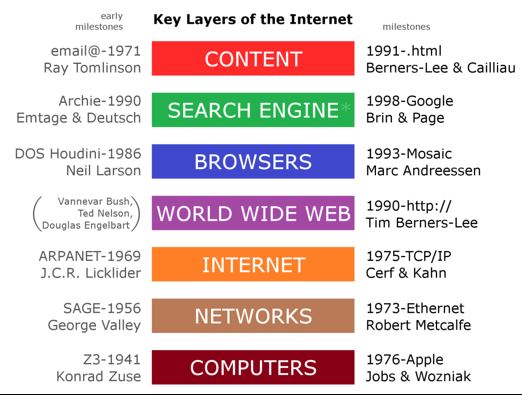 early
milestones
Key Layers of the Internet
milestones
email@-1971
Ray Tomlinson
CONTENT
1991-.html
Berners-Lee & Cailliau
Archie-1990
Emtage & Deutsch
SEARCH ENGINE*
1998-Google
Brin & Page
DOS Houdini-1986
Neil Larson
BROWSERS
1993-Mosaic
Marc Andreessen
(Vannevar Bush,
Ted Nelson,
Douglas Engelbart)
WORLD WIDE WEB
1990-http://
Tim Berners-Lee
ARPANET-1969
J.C.R. Licklider
INTERNET
1975-TCP/IP
Cerf & Kahn
SAGE-1956
George Valley
NETWORKS
1973-Ethernet
Robert Metcalfe
Z3-1941
Konrad Zuse
COMPUTERS
1976-Apple
Jobs & Wozniak